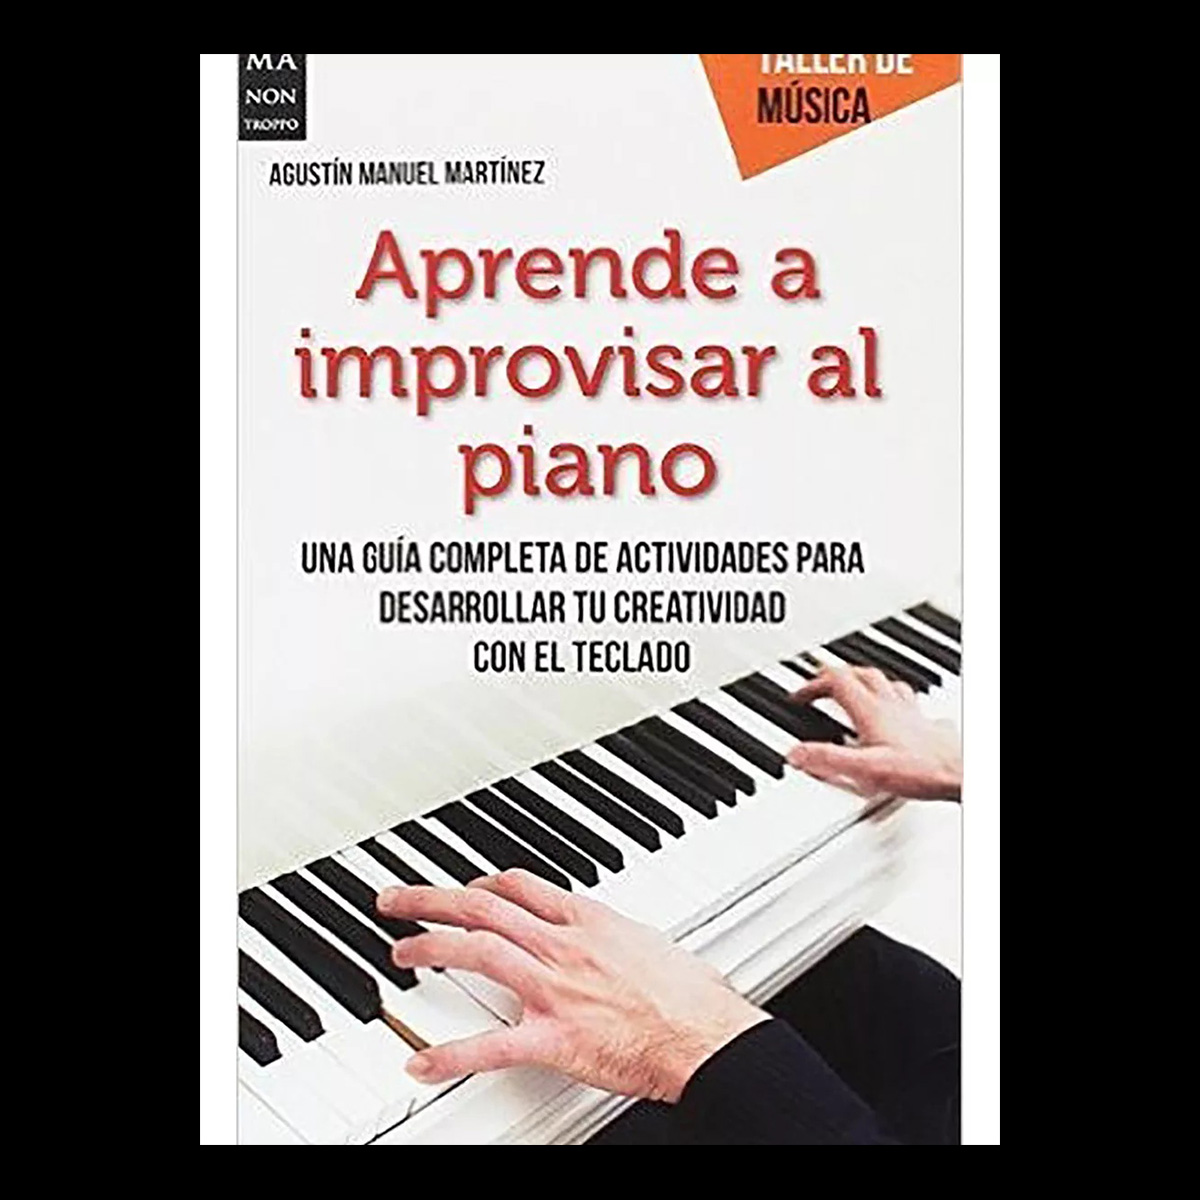 MA
NON
TROPPO
TALLER DE
MÚSICA
AGUSTÍN MANUEL MARTÍNEZ
Aprende a
improvisar al
piano
UNA GUÍA COMPLETA DE ACTIVIDADES PARA
DESARROLLAR TU CREATIVIDAD
CON EL TECLADO